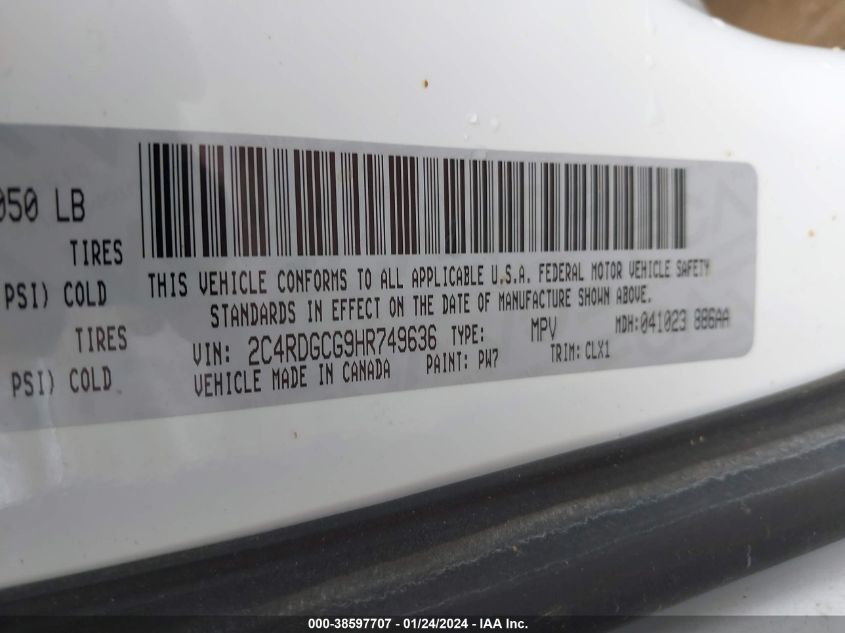 050 LB
TIRES
PSI) COLD
TIRES
PSI) COLD
THIS VEHICLE CONFORMS TO ALL APPLICABLE U.S.A. FEDERAL MOTOR VEHICLE SAFETY
STANDARDS IN EFFECT ON THE DATE OF MANUFACTURE SHOWN ABOVE.
VIN: 2C4RDGCG9HR749636 TYPE: MPV MDH:041023 886AA
VEHICLE MADE IN CANADA PAINT: PW7 TRIM: CLX1
000-38597707 - 01/24/2024 - IAA Inc.